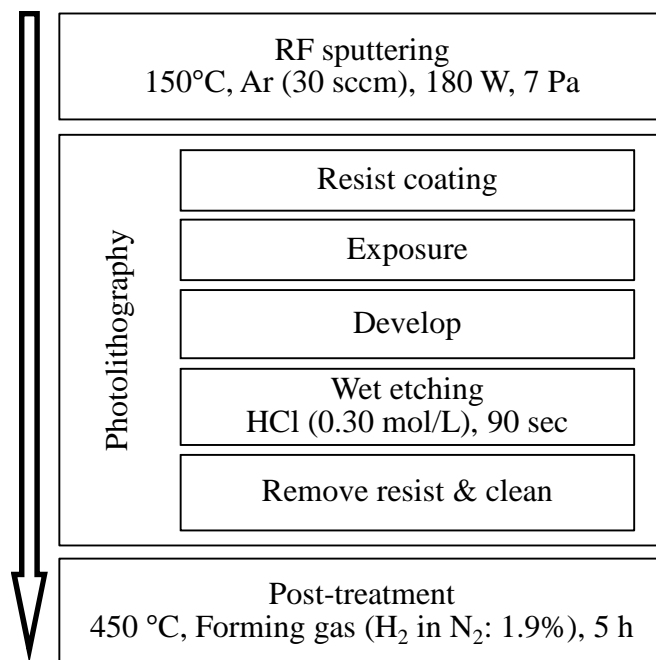 RF sputtering
150°C, Ar (30 sccm), 180 W, 7 Pa
Photolithography
Resist coating
Exposure
Develop
Wet etching
HCl (0.30 mol/L), 90 sec
Remove resist & clean
Post-treatment
450 °C, Forming gas (H₂ in N₂: 1.9%), 5 h